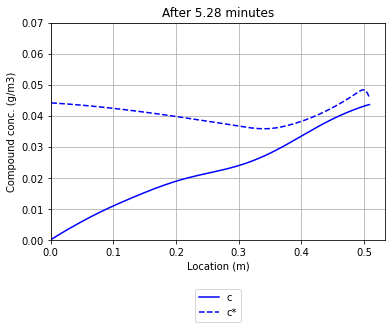 After 5.28 minutes
Compound conc. (g/m3)
0.07
0.06
0.05
0.04
0.03
0.02
0.01
0.00
0.0 0.1 0.2 0.3 0.4 0.5
Location (m)
c
c*